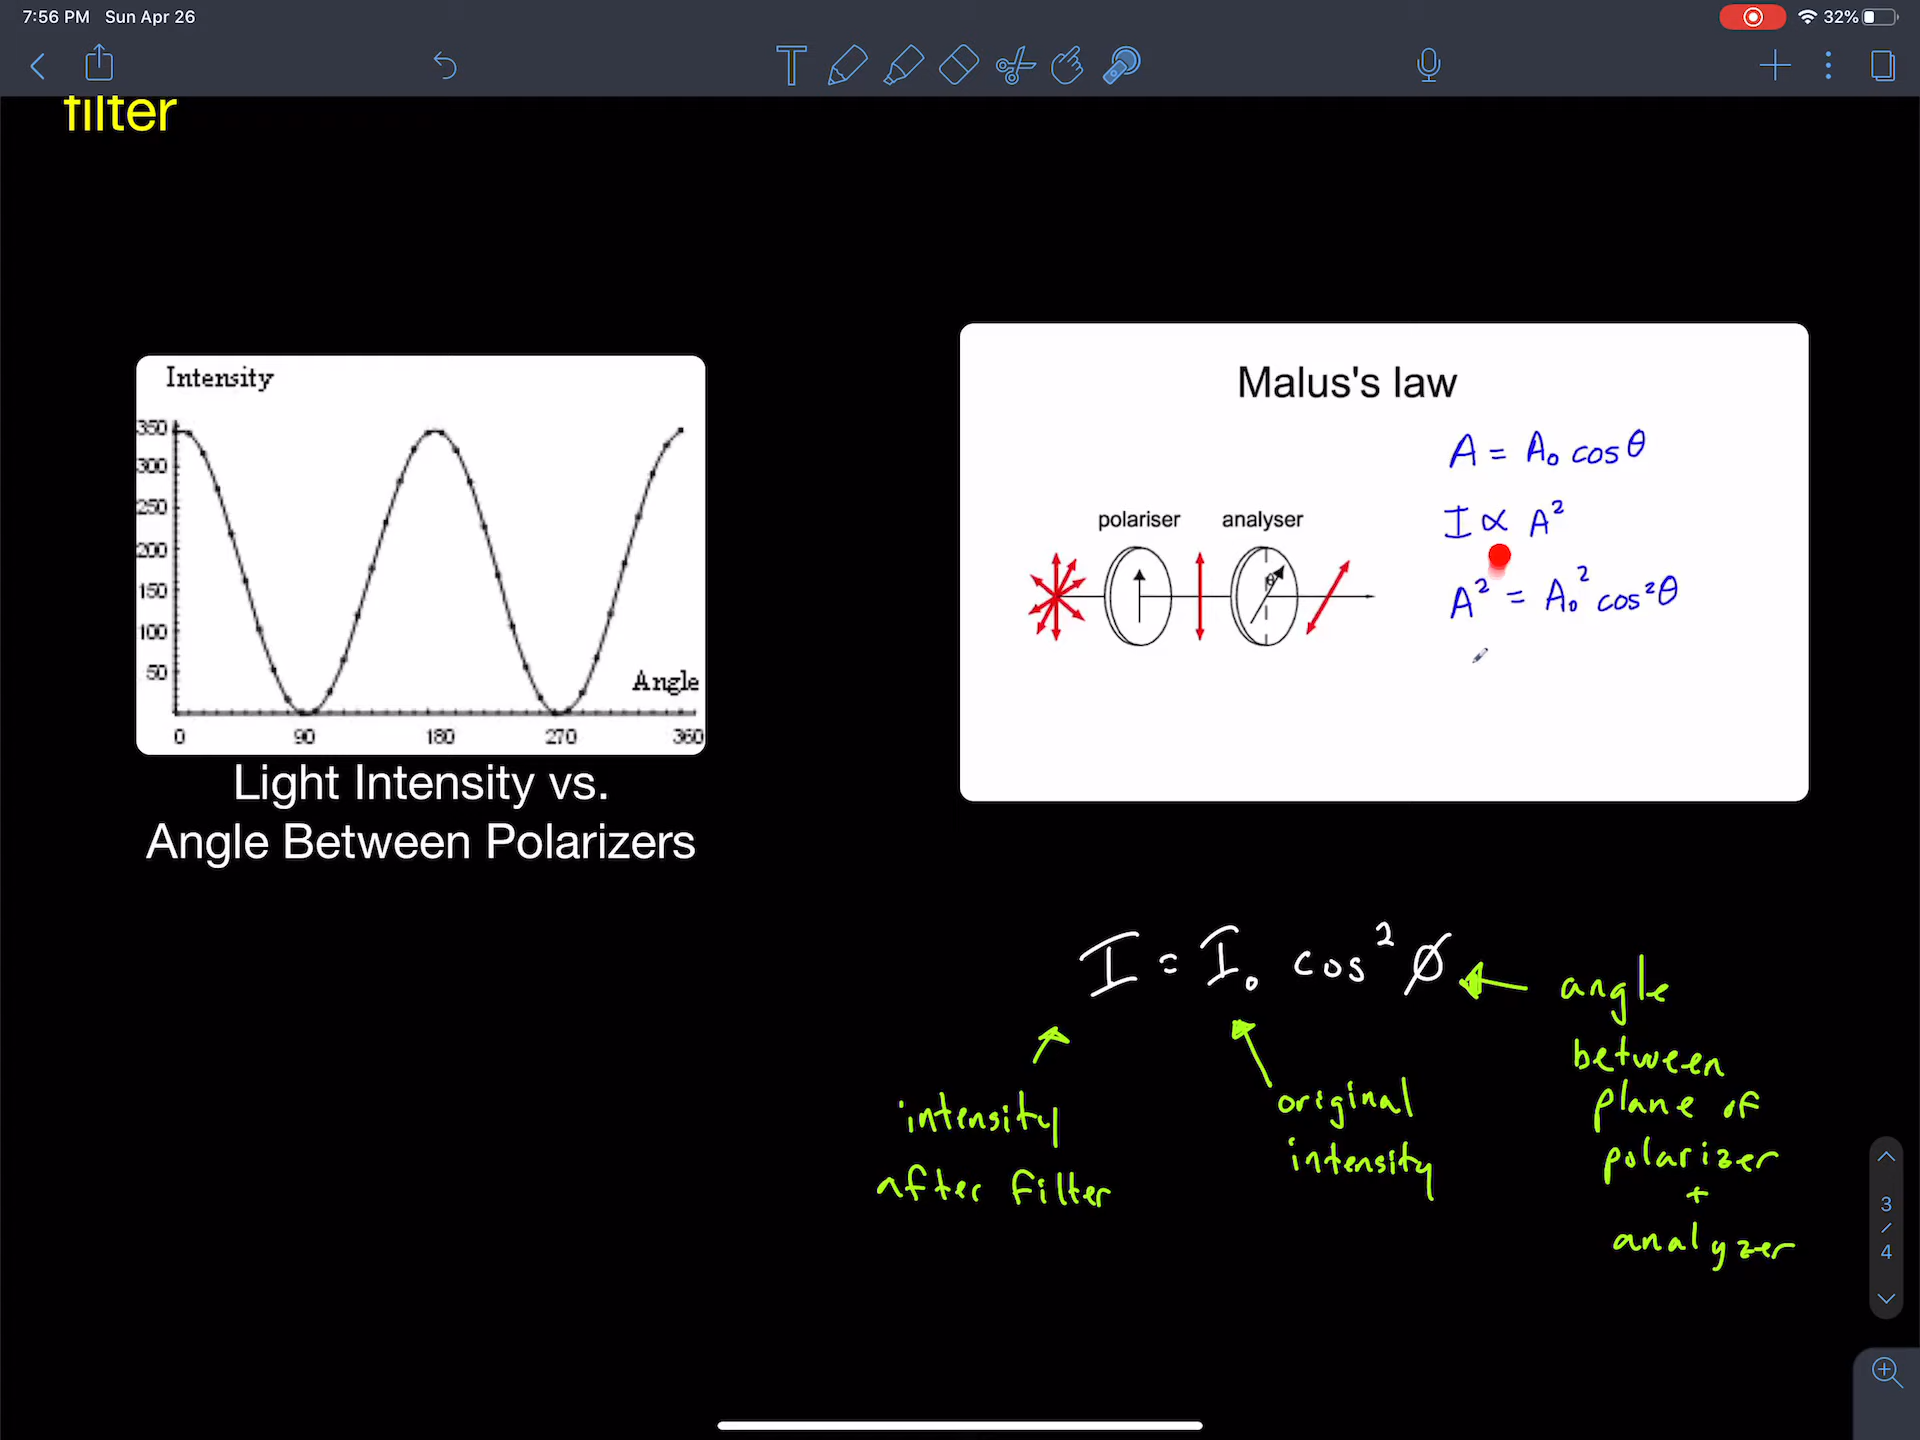 7:56 PM Sun Apr 26
32%
filter
Intensity
350
300
250
200
150
100
50
Angle
0 90 180 270 360
Light Intensity vs.
Angle Between Polarizers
Malus's law
A = A₀ cos θ
I ∝ A²
A² = A₀² cos²θ
polariser analyser
θ
I = I₀ cos² Ø
intensity
after filter
original
intensity
angle
between
plane of
polarizer
+
analyzer
3
/
4